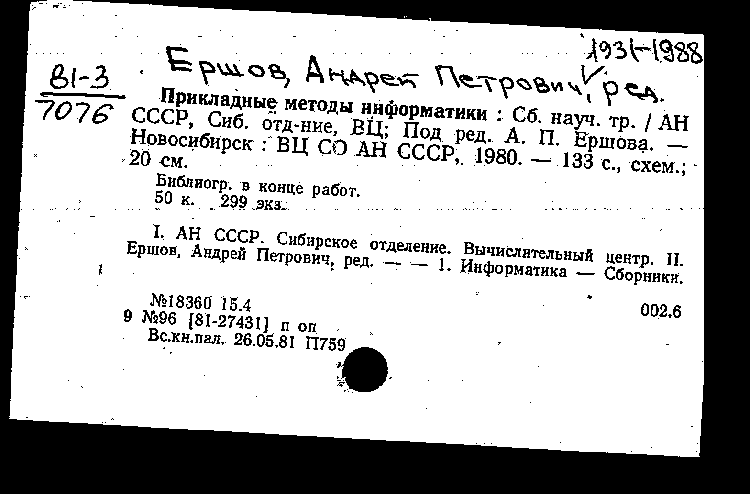 1931-1988
Ершов, Андрей Петрович, ред.
81-3
7076
Прикладные методы информатики : Сб. науч. тр. / АН
СССР, Сиб. отд-ние, ВЦ; Под ред. А. П. Ершова. —
Новосибирск : ВЦ СО АН СССР, 1980. — 133 с., схем.;
20 см.
Библиогр. в конце работ.
50 к. 299 экз.
I. АН СССР. Сибирское отделение. Вычислительный центр. II.
Ершов, Андрей Петрович, ред. — — 1. Информатика — Сборники.
002.6
№18360 15.4
9 №96 [81-27431] п оп
Вс.кн.пал. 26.05.81 П759